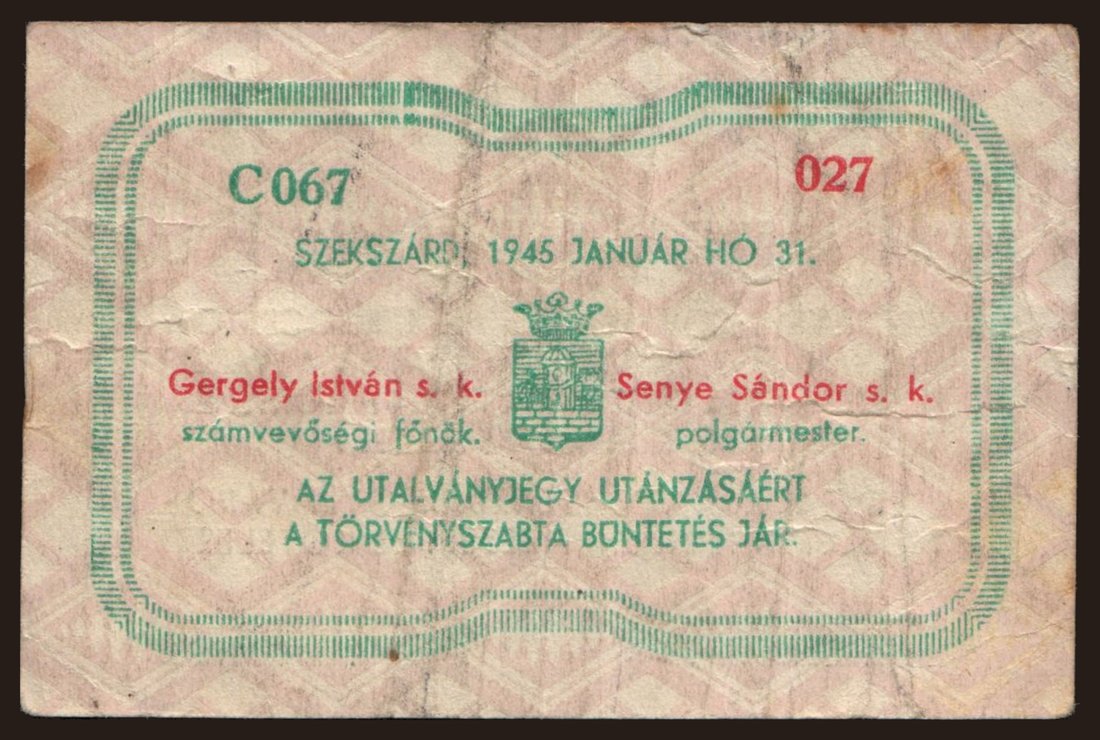 C 067 027
SZEKSZÁRD, 1945 JANUÁR HÓ 31.
Gergely István s. k. Senye Sándor s. k.
számvevőségi főnök. polgármester.
AZ UTALVÁNYJEGY UTÁNZÁSÁÉRT
A TÖRVÉNYSZABTA BÜNTETÉS JÁR.